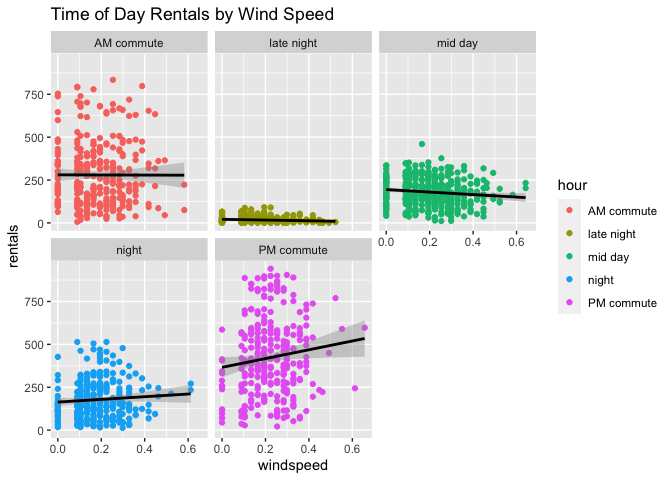 Time of Day Rentals by Wind Speed
AM commute
late night
mid day
750
500
250
0
0.0 0.2 0.4 0.6
night
PM commute
750
500
250
0
0.0 0.2 0.4 0.6
0.0 0.2 0.4 0.6
rentals
windspeed
hour
AM commute
late night
mid day
night
PM commute